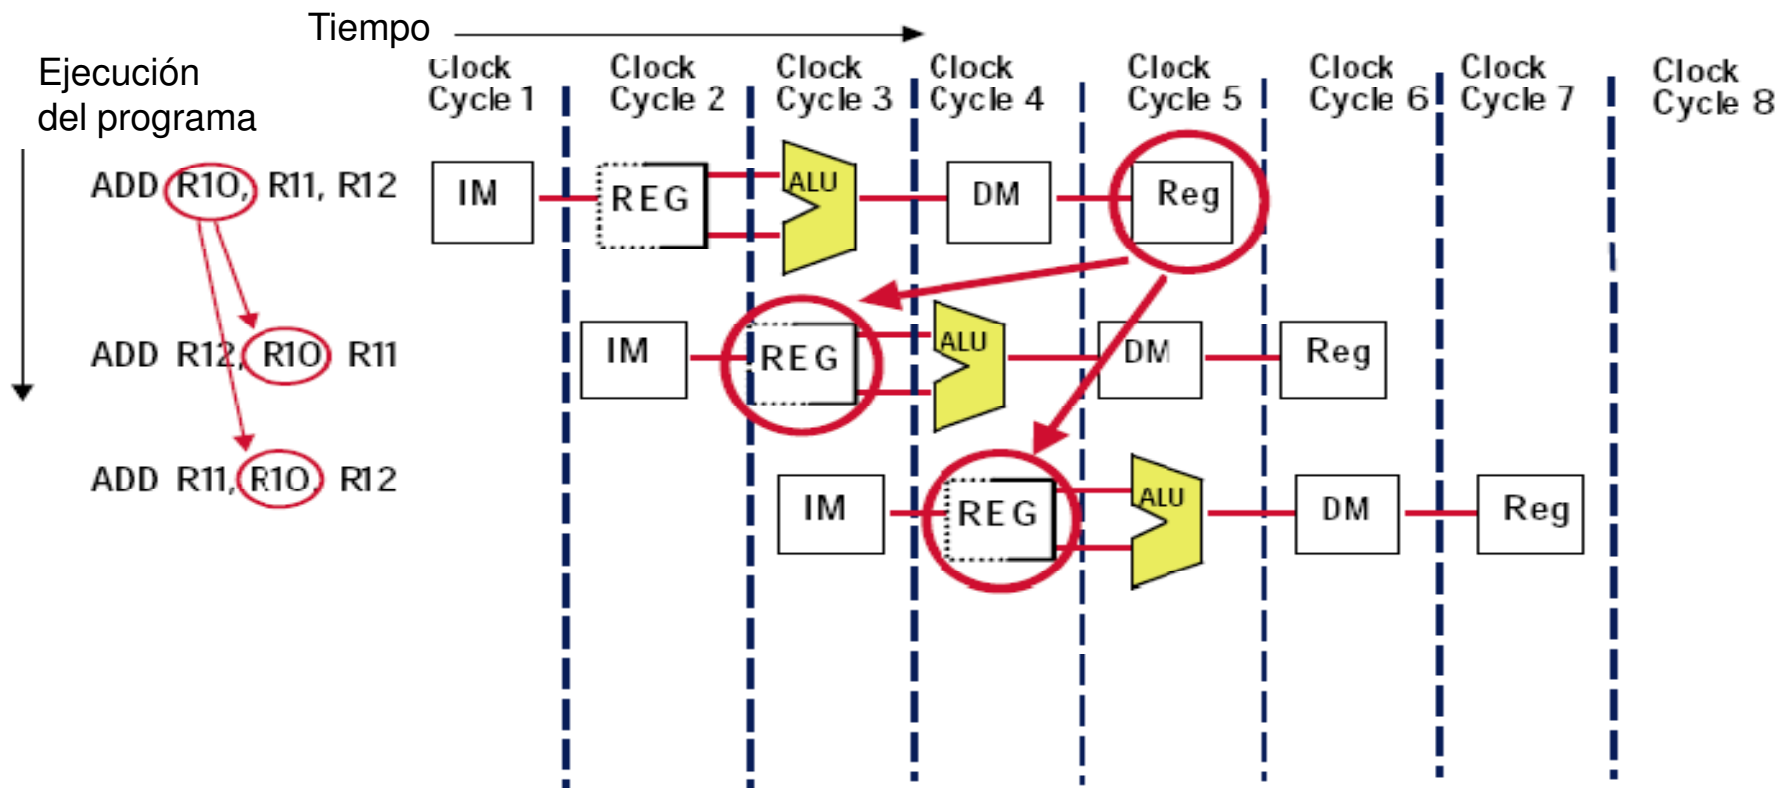 Tiempo
Ejecución
del programa
Clock
Cycle 1
Clock
Cycle 2
Clock
Cycle 3
Clock
Cycle 4
Clock
Cycle 5
Clock
Cycle 6
Clock
Cycle 7
Clock
Cycle 8
ADD R10, R11, R12
IM
REG
ALU
DM
Reg
ADD R12, R10 R11
IM
REG
ALU
DM
Reg
ADD R11, R10, R12
IM
REG
ALU
DM
Reg